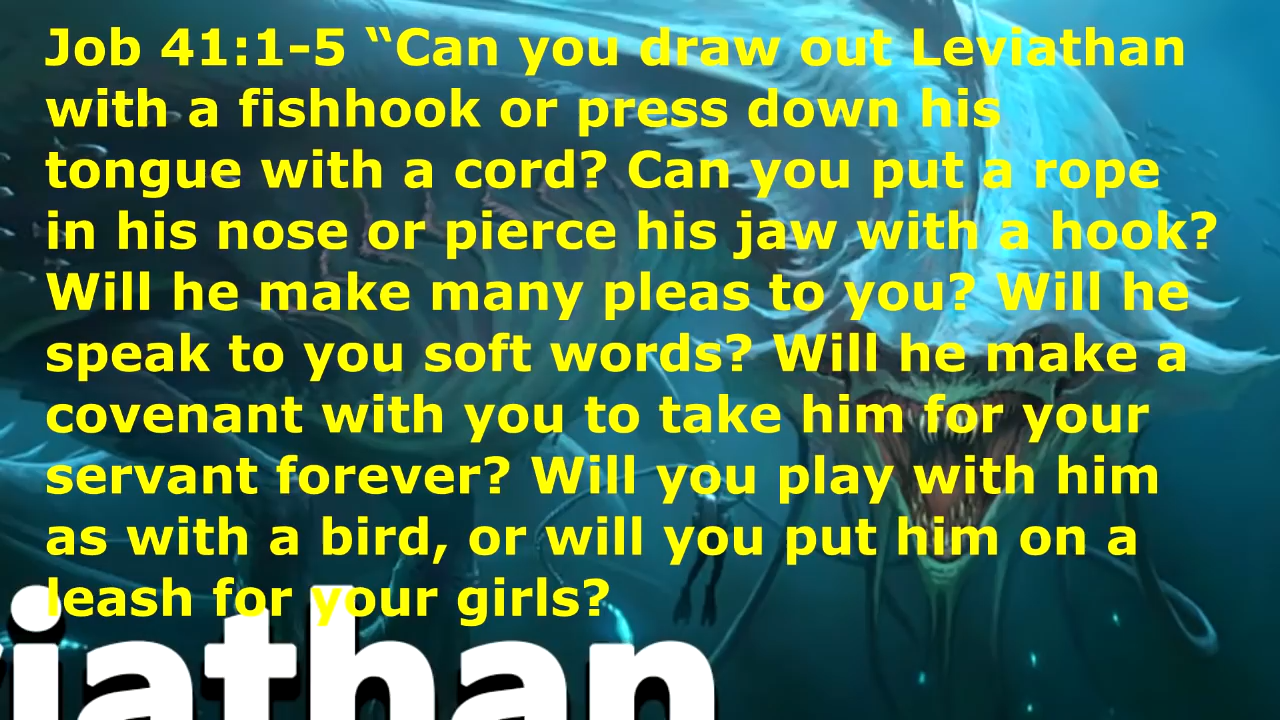 Job 41:1-5 “Can you draw out Leviathan
with a fishhook or press down his
tongue with a cord? Can you put a rope
in his nose or pierce his jaw with a hook?
Will he make many pleas to you? Will he
speak to you soft words? Will he make a
covenant with you to take him for your
servant forever? Will you play with him
as with a bird, or will you put him on a
leash for your girls?
viathan